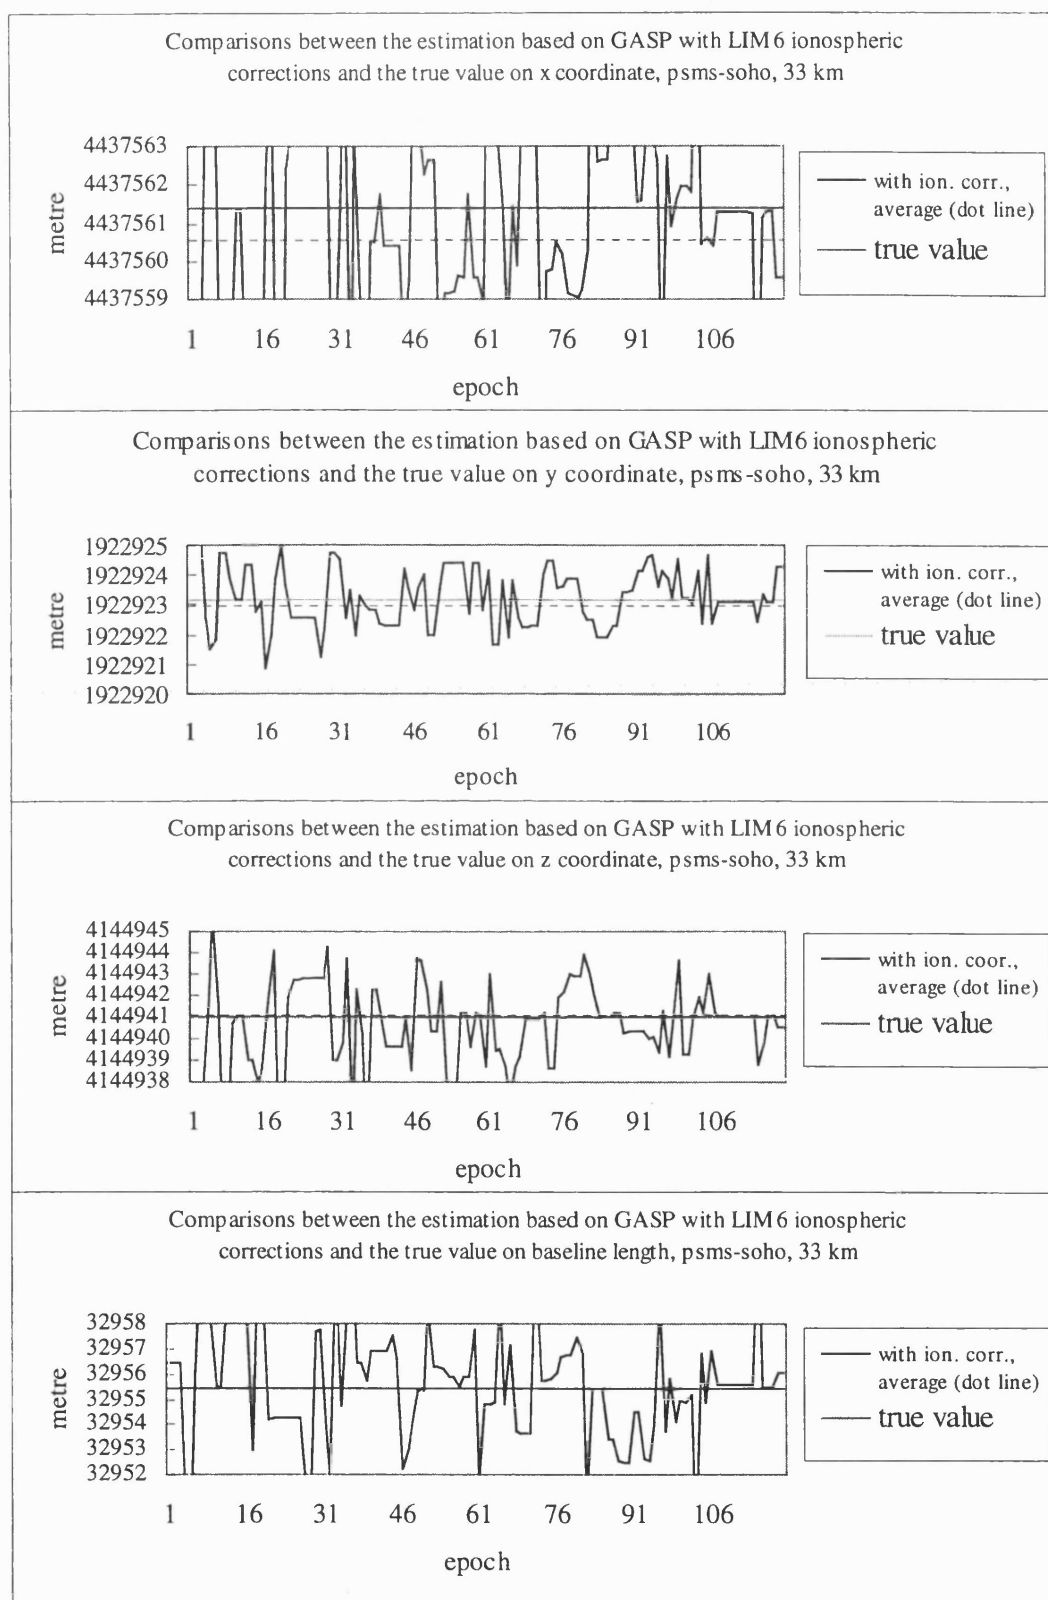 Comparisons between the estimation based on GASP with LIM6 ionospheric
corrections and the true value on x coordinate, psms-soho, 33 km
4437563
4437562
4437561
4437560
4437559
metre
1 16 31 46 61 76 91 106
epoch
with ion. corr.,
average (dot line)
true value
Comparisons between the estimation based on GASP with LIM6 ionospheric
corrections and the true value on y coordinate, psms-soho, 33 km
1922925
1922924
1922923
1922922
1922921
1922920
metre
1 16 31 46 61 76 91 106
epoch
with ion. corr.,
average (dot line)
true value
Comparisons between the estimation based on GASP with LIM6 ionospheric
corrections and the true value on z coordinate, psms-soho, 33 km
4144945
4144944
4144943
4144942
4144941
4144940
4144939
4144938
metre
1 16 31 46 61 76 91 106
epoch
with ion. coor.,
average (dot line)
true value
Comparisons between the estimation based on GASP with LIM6 ionospheric
corrections and the true value on baseline length, psms-soho, 33 km
32958
32957
32956
32955
32954
32953
32952
metre
1 16 31 46 61 76 91 106
epoch
with ion. corr.,
average (dot line)
true value